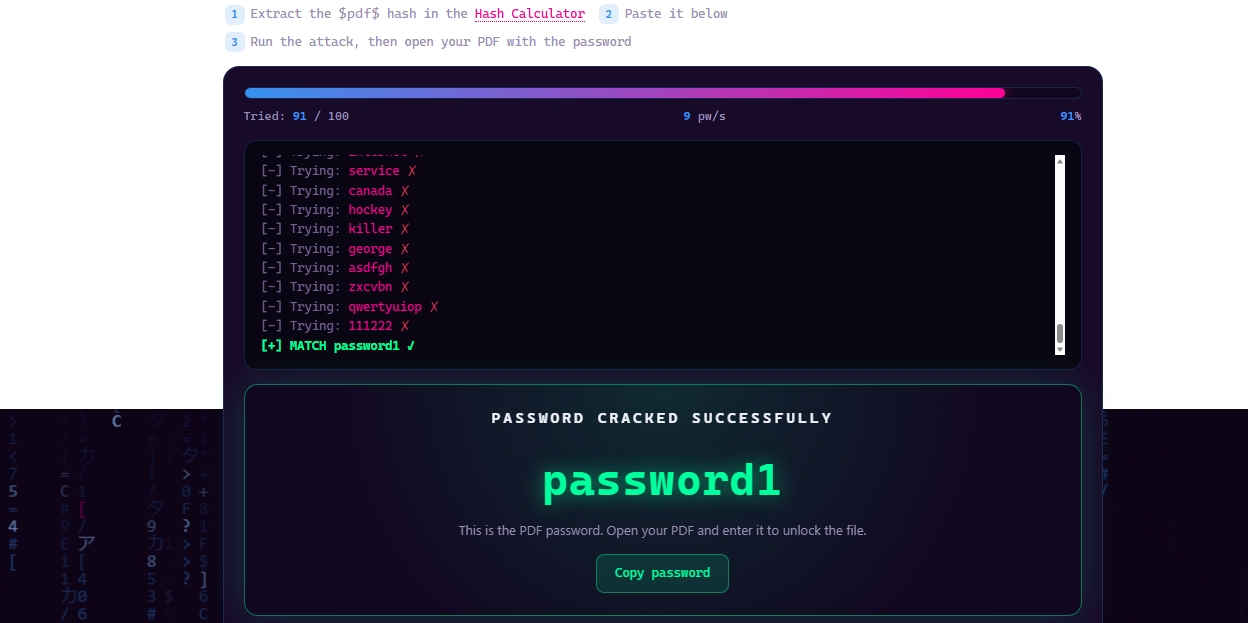 1 Extract the $pdf$ hash in the Hash Calculator 2 Paste it below
3 Run the attack, then open your PDF with the password
Tried: 91 / 100 9 pw/s 91%
[-] Trying: service ✗
[-] Trying: canada ✗
[-] Trying: hockey ✗
[-] Trying: killer ✗
[-] Trying: george ✗
[-] Trying: asdfgh ✗
[-] Trying: zxcvbn ✗
[-] Trying: qwertyuiop ✗
[-] Trying: 111222 ✗
[+] MATCH password1 ✓
PASSWORD CRACKED SUCCESSFULLY
password1
This is the PDF password. Open your PDF and enter it to unlock the file.
Copy password